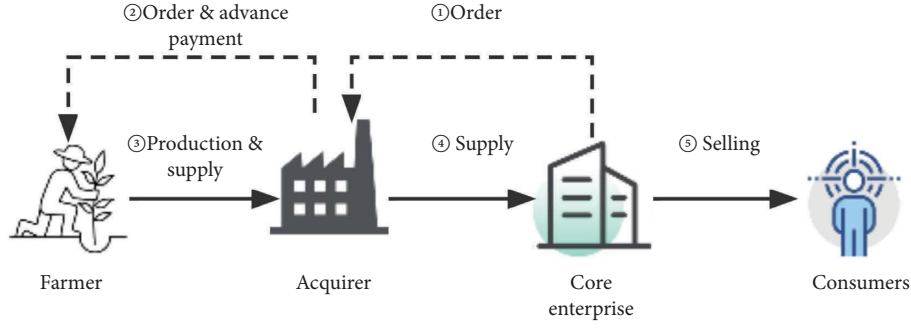 ②Order & advance
payment
①Order
③Production &
supply
④ Supply
⑤ Selling
Farmer
Acquirer
Core
enterprise
Consumers